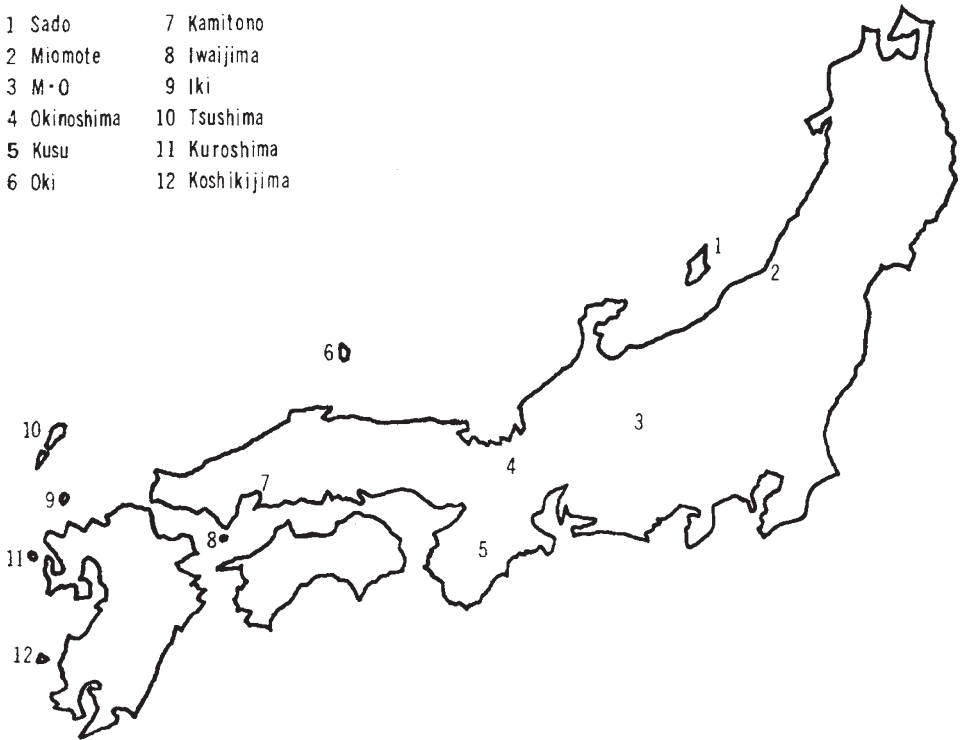 1 Sado
2 Miomote
3 M·O
4 Okinoshima
5 Kusu
6 Oki
7 Kamitono
8 Iwaijima
9 Iki
10 Tsushima
11 Kuroshima
12 Koshikijima
1
2
6
3
10
4
7
9
8
5
11
12